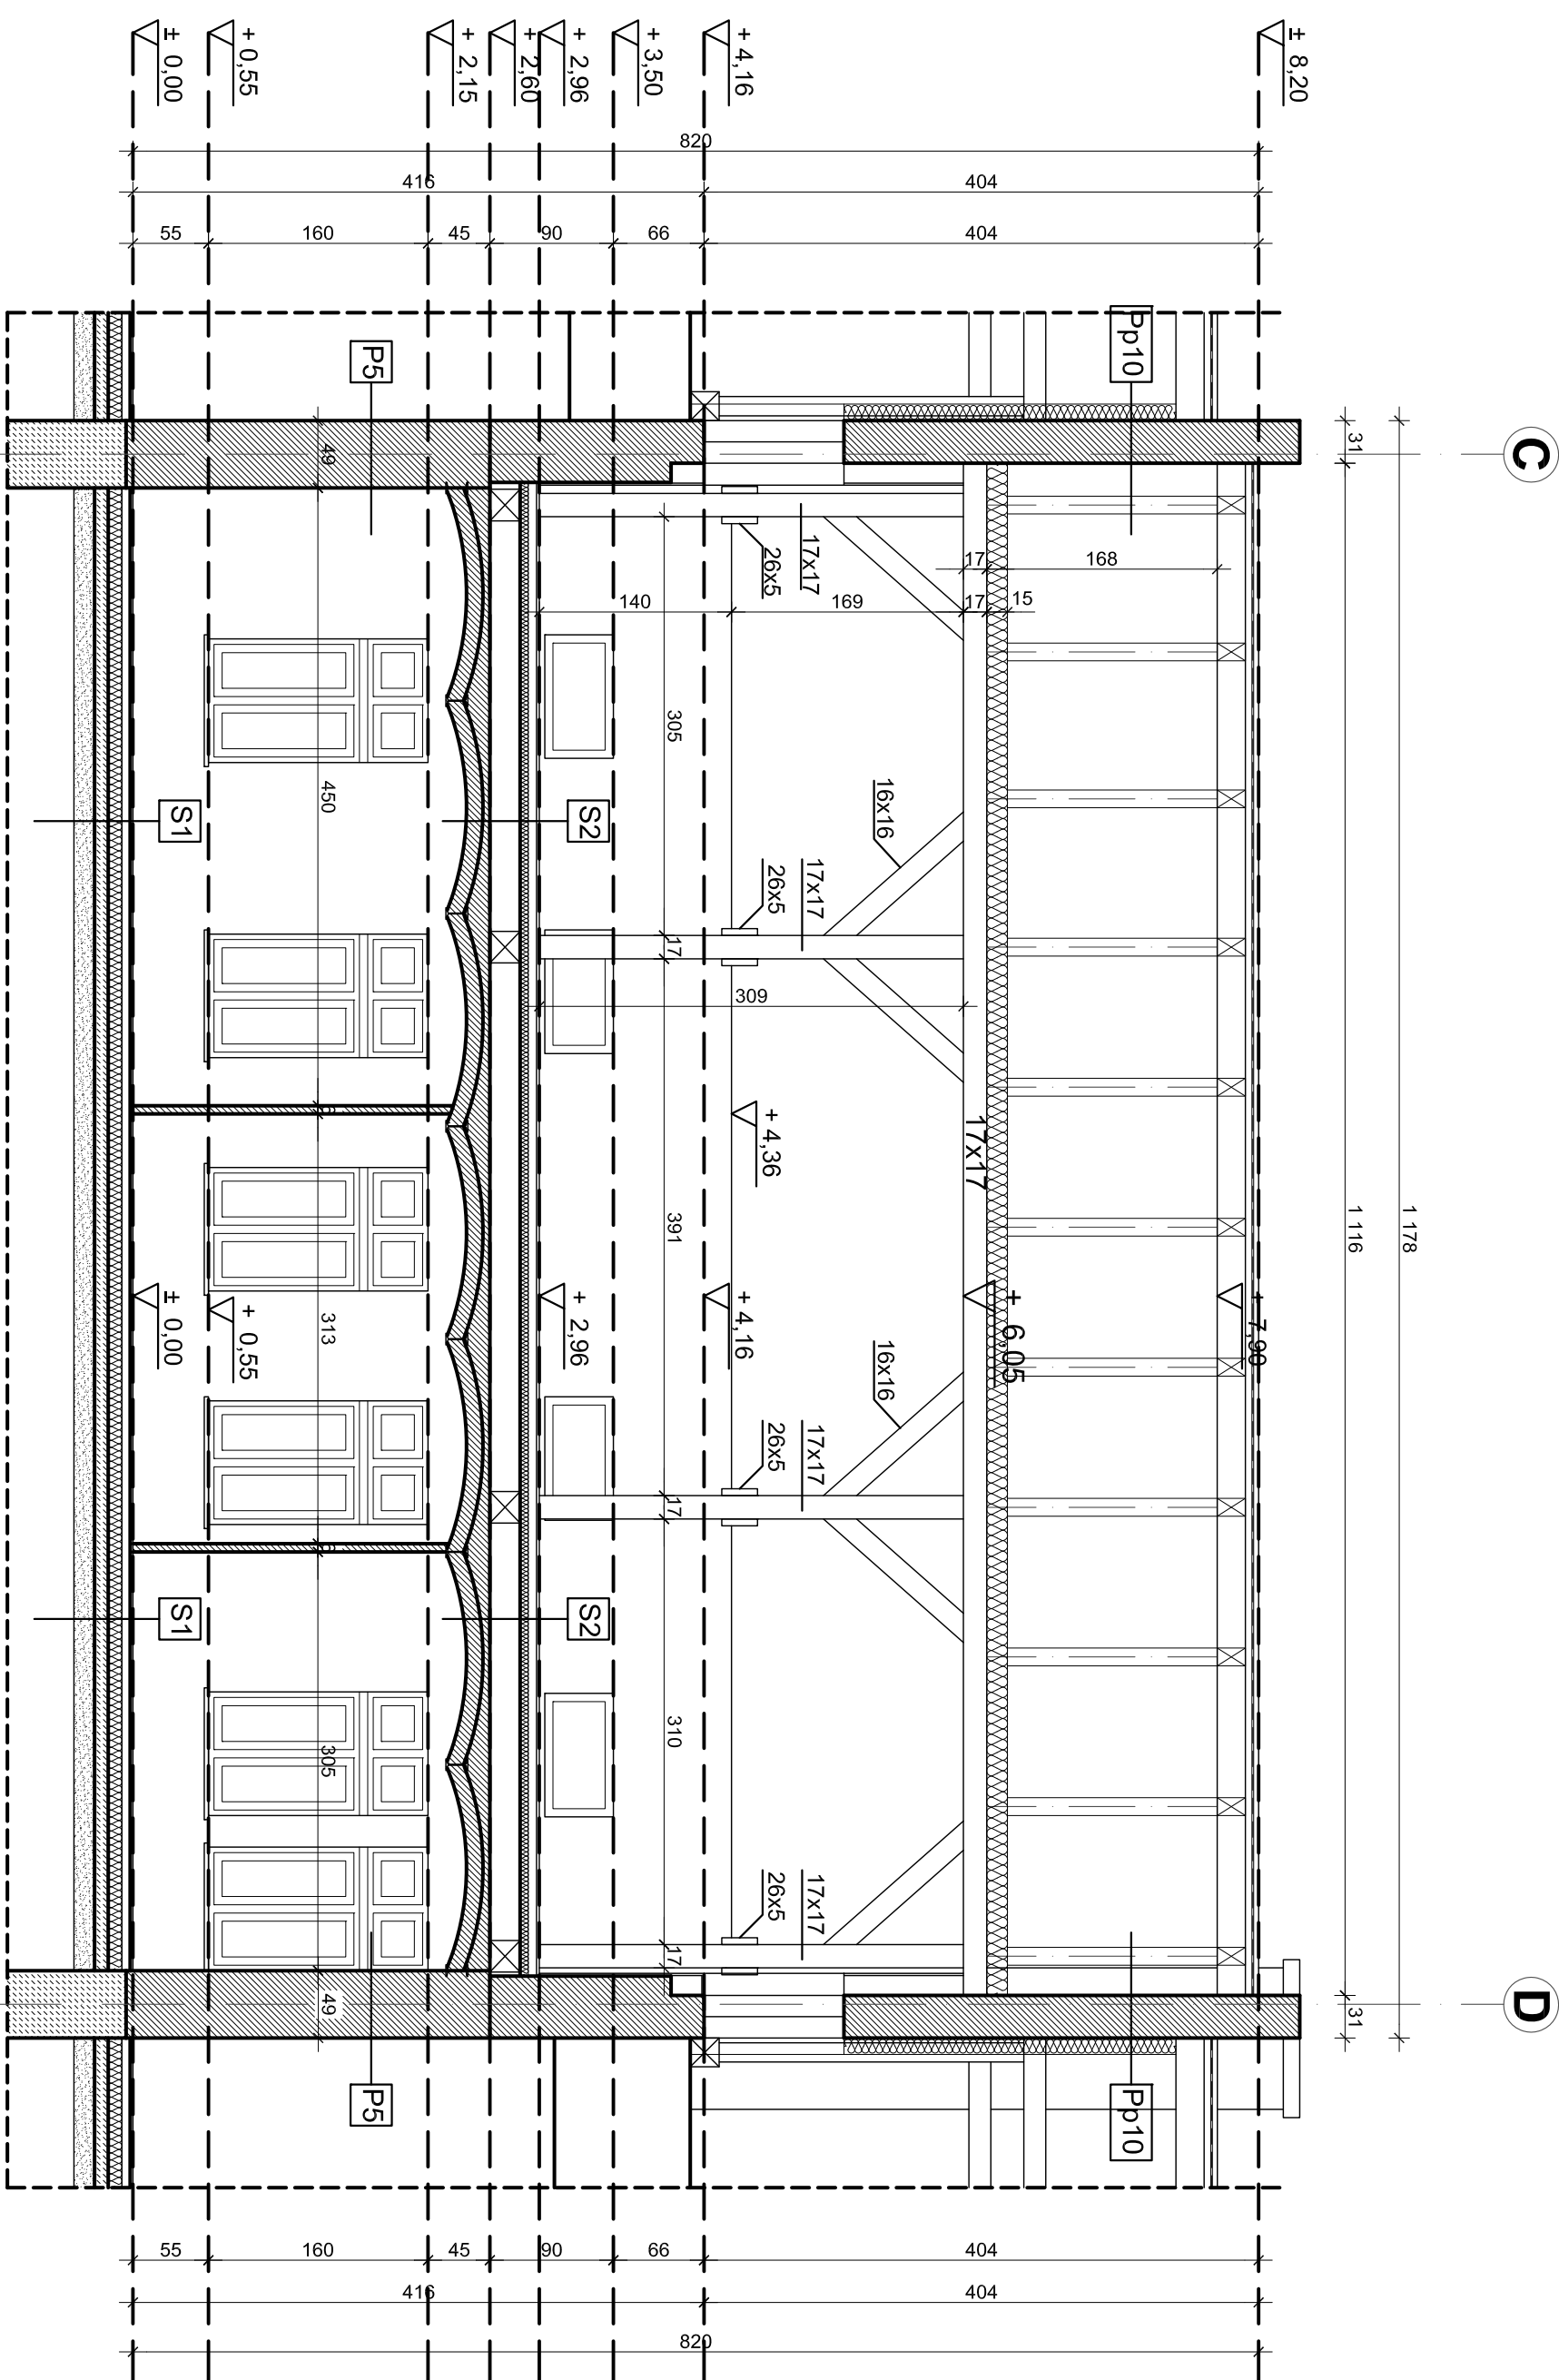 C
D
1 178
31
1 116
31
± 8,20
+ 4,16
+ 3,50
+ 2,96
+ 2,60
+ 2,15
+ 0,55
± 0,00
820
416
404
55
160
45
90
66
404
Pp10
Pp10
P5
P5
168
17
17
15
140
169
309
17x17
26x5
16x16
17x17
26x5
17x17
16x16
17x17
26x5
17x17
26x5
+ 7,90
+ 6,05
+ 4,36
+ 4,16
+ 2,96
+ 0,55
± 0,00
305
17
391
17
310
17
S2
S2
S1
S1
49
450
313
305
49
55
160
45
90
66
404
416
404
820